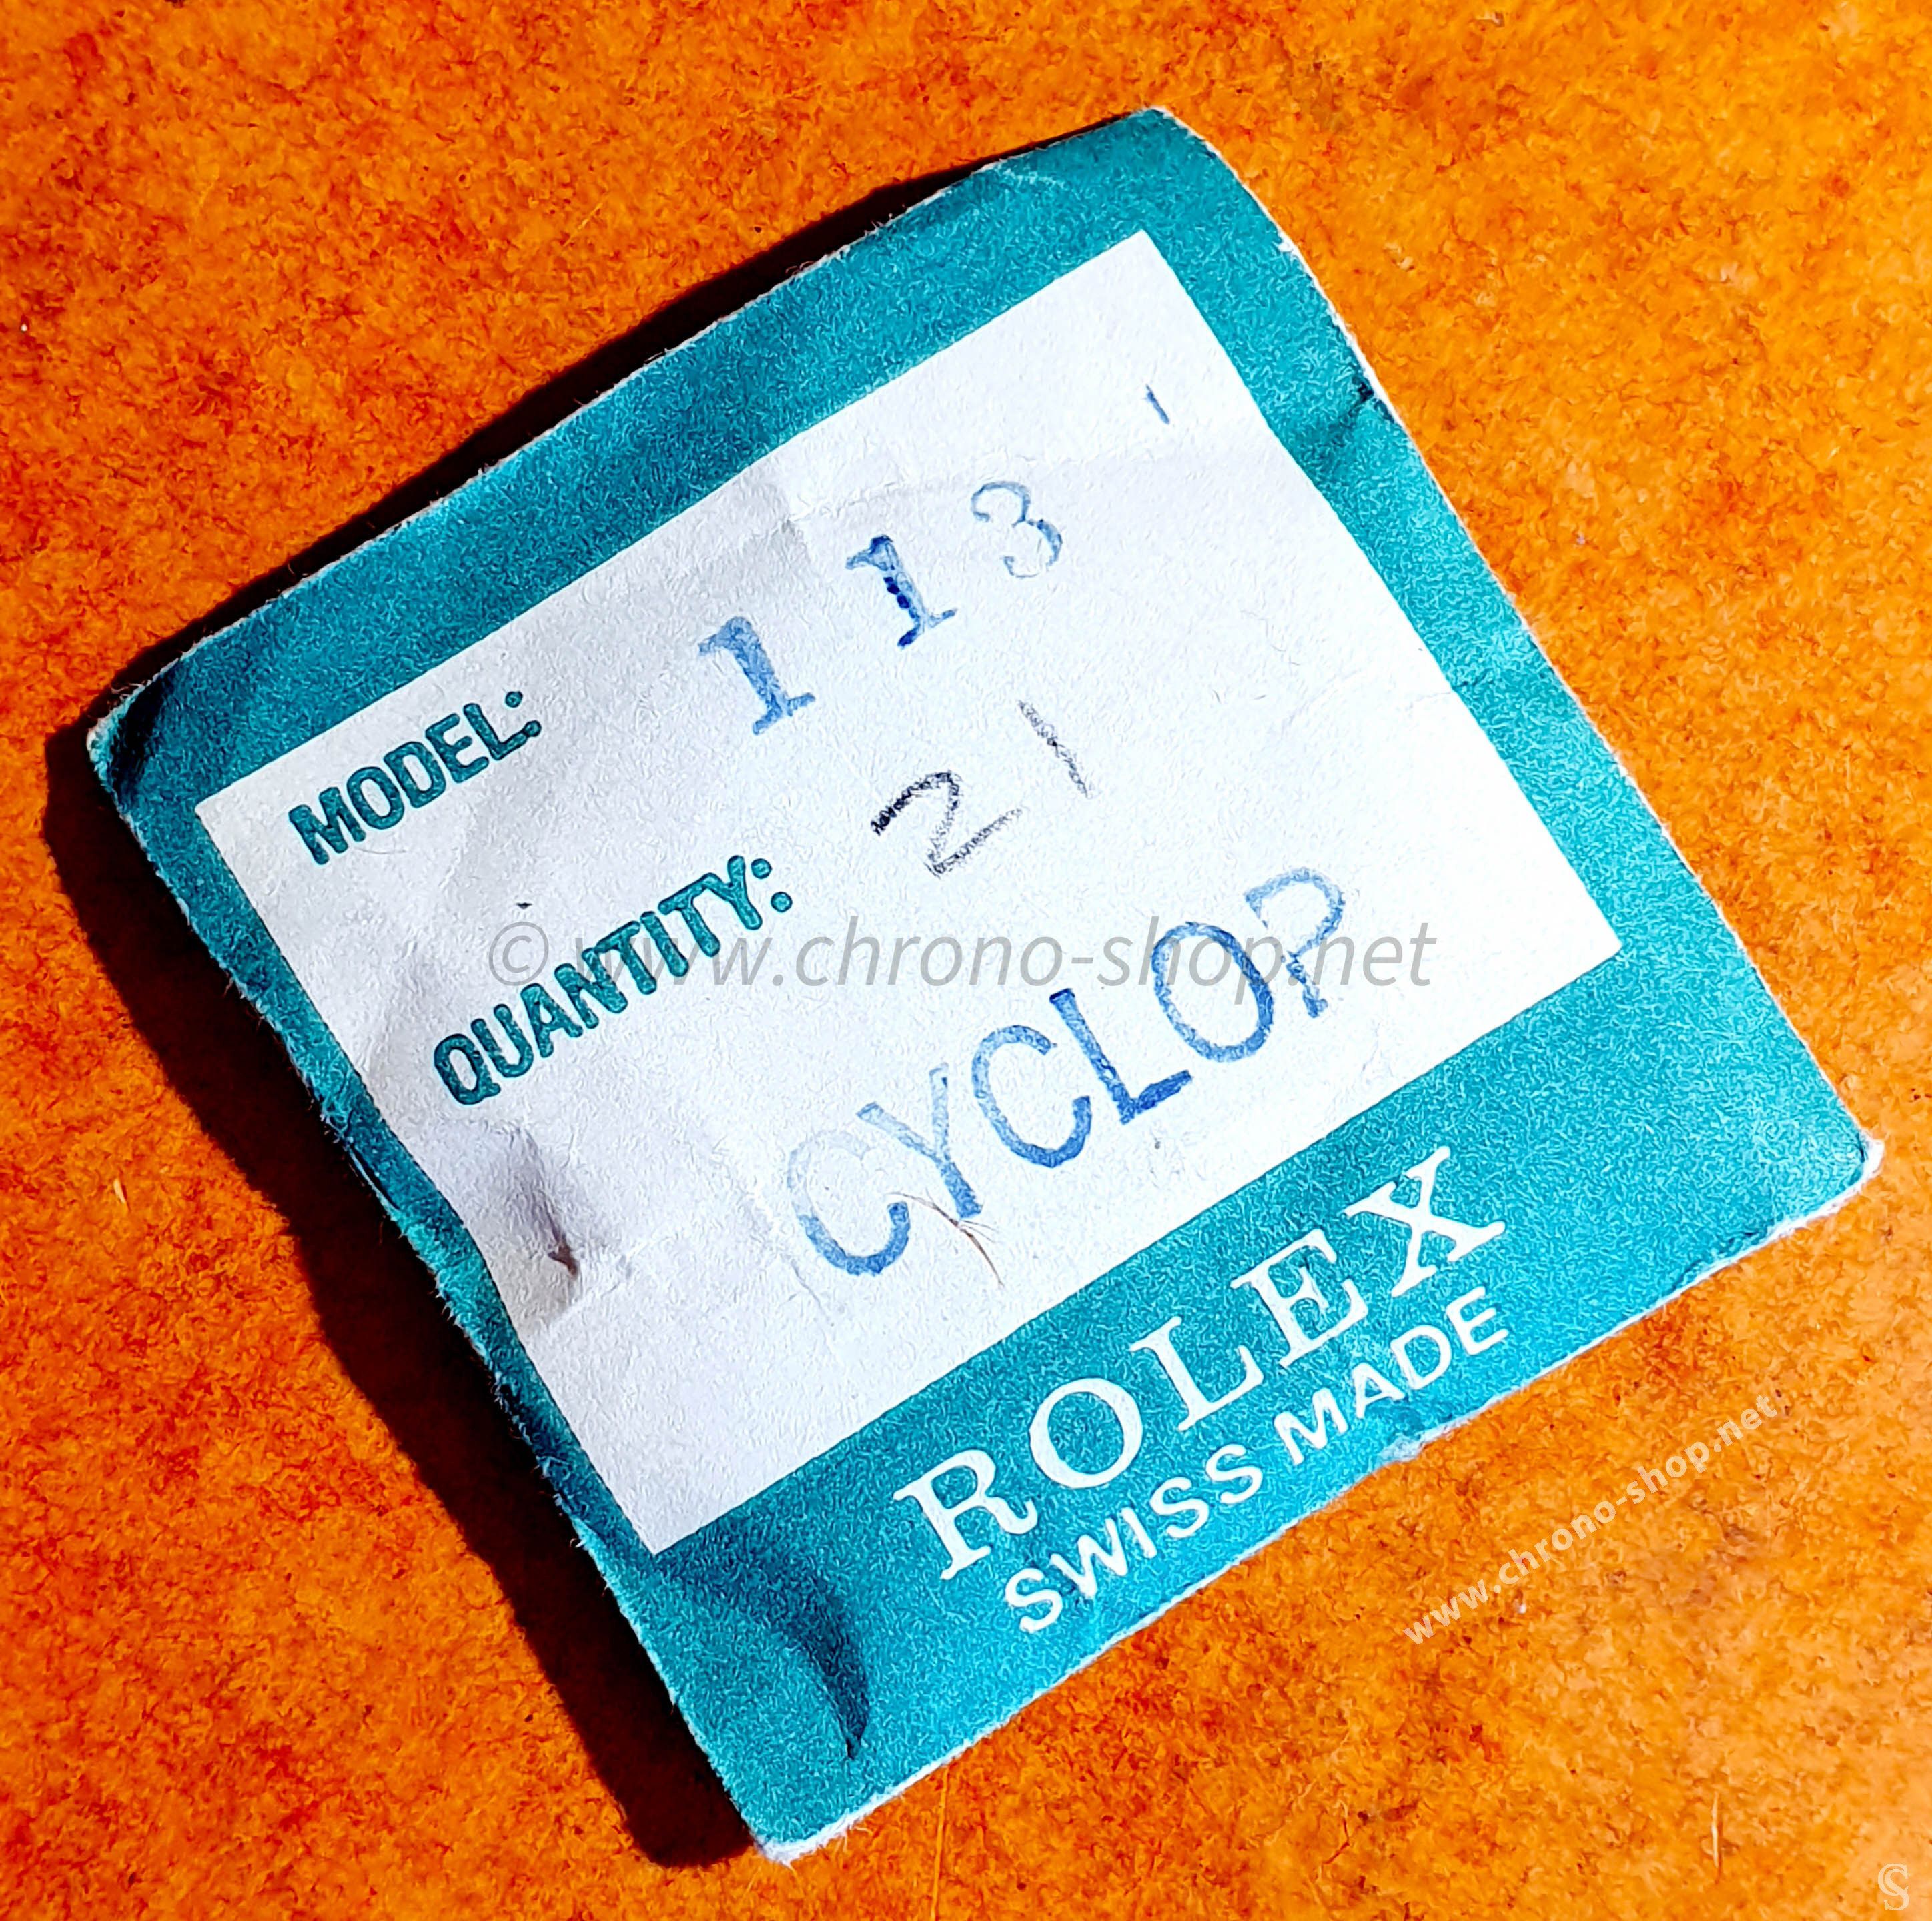 MODEL: 113
QUANTITY: 21
CYCLOP
ROLEX
SWISS MADE
© www.chrono-shop.net
www.chrono-shop.net